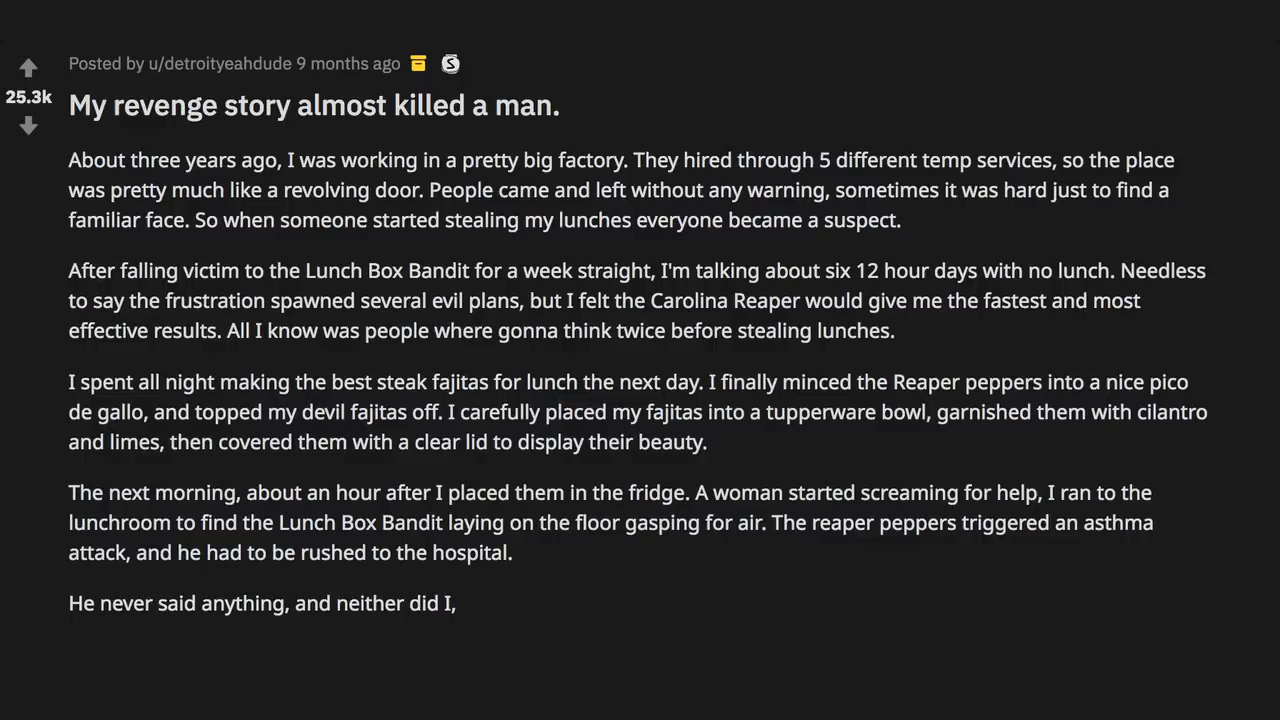 Posted by u/detroityeahdude 9 months ago
25.3k
My revenge story almost killed a man.
About three years ago, I was working in a pretty big factory. They hired through 5 different temp services, so the place
was pretty much like a revolving door. People came and left without any warning, sometimes it was hard just to find a
familiar face. So when someone started stealing my lunches everyone became a suspect.
After falling victim to the Lunch Box Bandit for a week straight, I'm talking about six 12 hour days with no lunch. Needless
to say the frustration spawned several evil plans, but I felt the Carolina Reaper would give me the fastest and most
effective results. All I know was people where gonna think twice before stealing lunches.
I spent all night making the best steak fajitas for lunch the next day. I finally minced the Reaper peppers into a nice pico
de gallo, and topped my devil fajitas off. I carefully placed my fajitas into a tupperware bowl, garnished them with cilantro
and limes, then covered them with a clear lid to display their beauty.
The next morning, about an hour after I placed them in the fridge. A woman started screaming for help, I ran to the
lunchroom to find the Lunch Box Bandit laying on the floor gasping for air. The reaper peppers triggered an asthma
attack, and he had to be rushed to the hospital.
He never said anything, and neither did I,